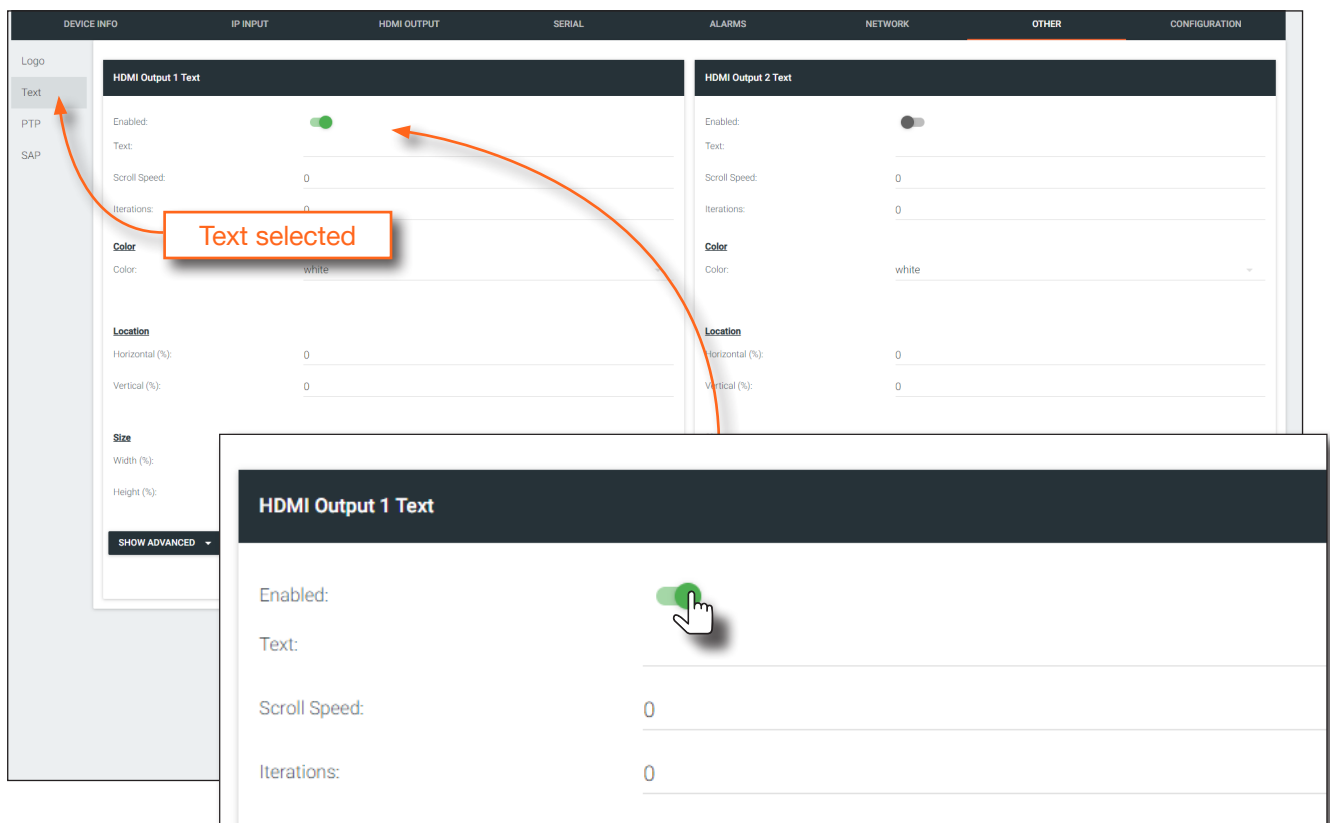 DEVICE INFO IP INPUT HDMI OUTPUT SERIAL ALARMS NETWORK OTHER CONFIGURATION
Logo
Text
PTP
SAP
HDMI Output 1 Text
Enabled:
Text:
Scroll Speed: 0
Iterations: 0
Color
Color: white
Location
Horizontal (%): 0
Vertical (%): 0
Size
Width (%):
Height (%):
SHOW ADVANCED
Text selected
HDMI Output 2 Text
Enabled:
Text:
Scroll Speed: 0
Iterations: 0
Color
Color: white
Location
Horizontal (%): 0
Vertical (%): 0
HDMI Output 1 Text
Enabled:
Text:
Scroll Speed: 0
Iterations: 0